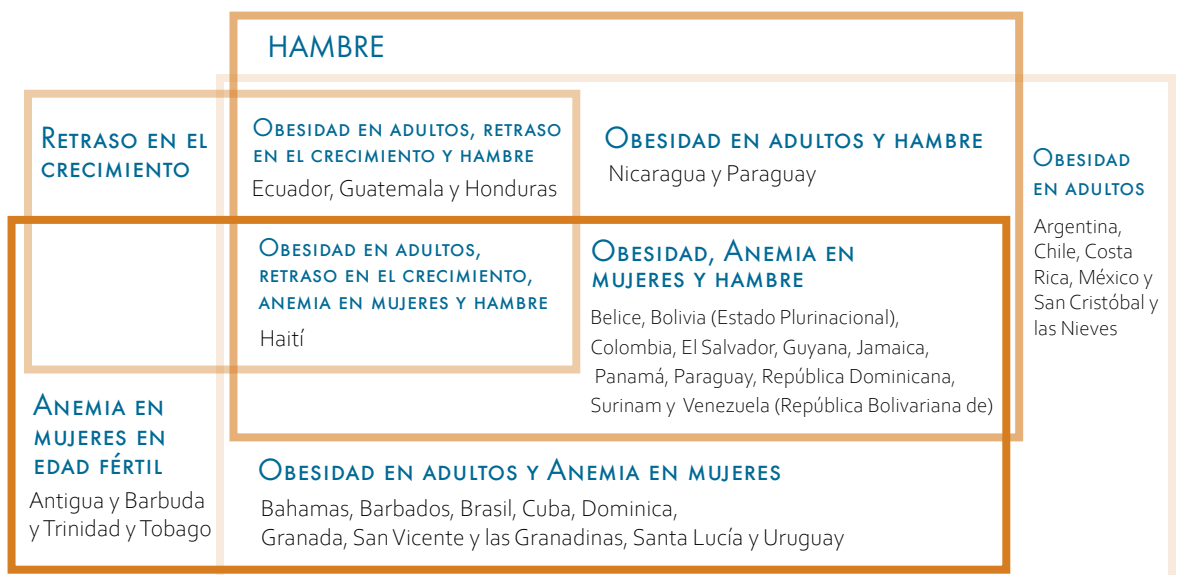 HAMBRE
RETRASO EN EL
CRECIMIENTO
OBESIDAD EN ADULTOS, RETRASO
EN EL CRECIMIENTO Y HAMBRE
Ecuador, Guatemala y Honduras
OBESIDAD EN ADULTOS Y HAMBRE
Nicaragua y Paraguay
OBESIDAD
EN ADULTOS
Argentina,
Chile, Costa
Rica, México y
San Cristóbal y
las Nieves
OBESIDAD EN ADULTOS,
RETRASO EN EL CRECIMIENTO,
ANEMIA EN MUJERES Y HAMBRE
Haití
OBESIDAD, ANEMIA EN
MUJERES Y HAMBRE
Belice, Bolivia (Estado Plurinacional),
Colombia, El Salvador, Guyana, Jamaica,
Panamá, Paraguay, República Dominicana,
Surinam y Venezuela (República Bolivariana de)
ANEMIA EN
MUJERES EN
EDAD FÉRTIL
Antigua y Barbuda
y Trinidad y Tobago
OBESIDAD EN ADULTOS Y ANEMIA EN MUJERES
Bahamas, Barbados, Brasil, Cuba, Dominica,
Granada, San Vicente y las Granadinas, Santa Lucía y Uruguay